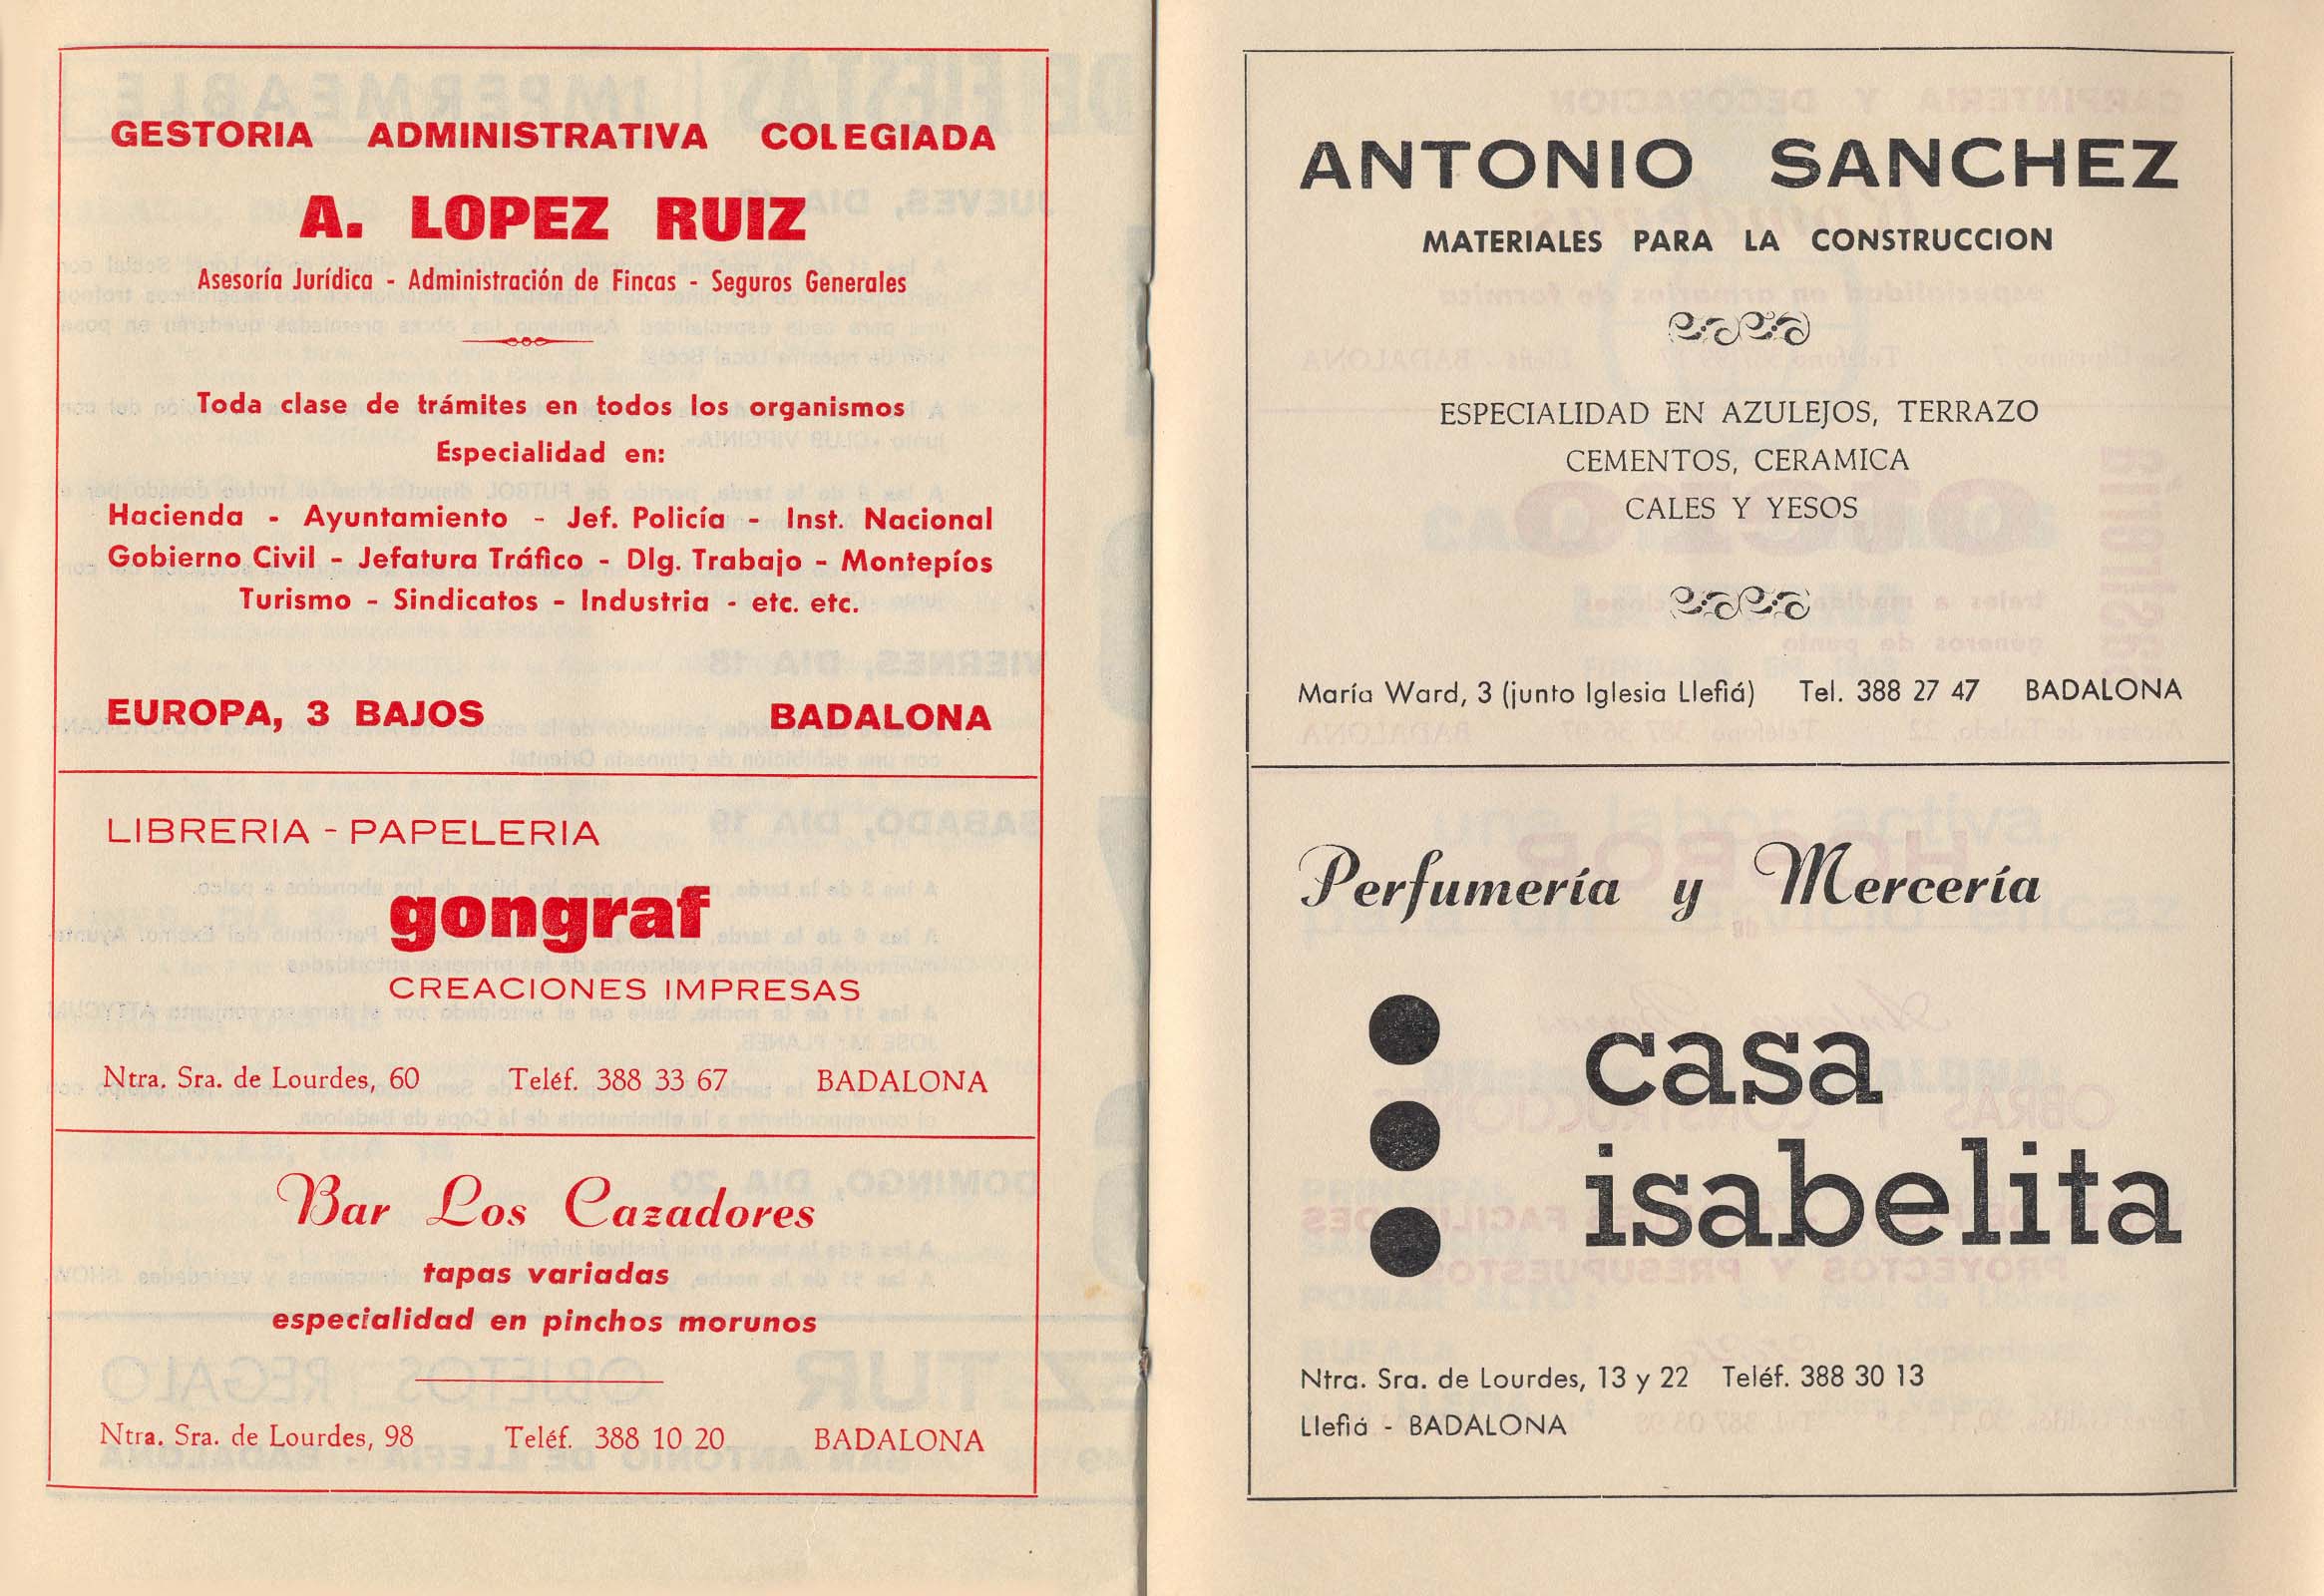 GESTORIA ADMINISTRATIVA COLEGIADA
A. LOPEZ RUIZ
Asesoría Jurídica - Administración de Fincas - Seguros Generales
Toda clase de trámites en todos los organismos
Especialidad en:
Hacienda - Ayuntamiento - Jef. Policía - Inst. Nacional
Gobierno Civil - Jefatura Tráfico - Dlg. Trabajo - Montepíos
Turismo - Sindicatos - Industria - etc. etc.
EUROPA, 3 BAJOS BADALONA
LIBRERIA - PAPELERIA
gongraf
CREACIONES IMPRESAS
Ntra. Sra. de Lourdes, 60 Teléf. 388 33 67 BADALONA
Bar Los Cazadores
tapas variadas
especialidad en pinchos morunos
Ntra. Sra. de Lourdes, 98 Teléf. 388 10 20 BADALONA
ANTONIO SANCHEZ
MATERIALES PARA LA CONSTRUCCION
ESPECIALIDAD EN AZULEJOS, TERRAZO
CEMENTOS, CERAMICA
CALES Y YESOS
María Ward, 3 (junto Iglesia Llefiá) Tel. 388 27 47 BADALONA
Perfumería y Mercería
casa
isabelita
Ntra. Sra. de Lourdes, 13 y 22 Teléf. 388 30 13
Llefiá - BADALONA